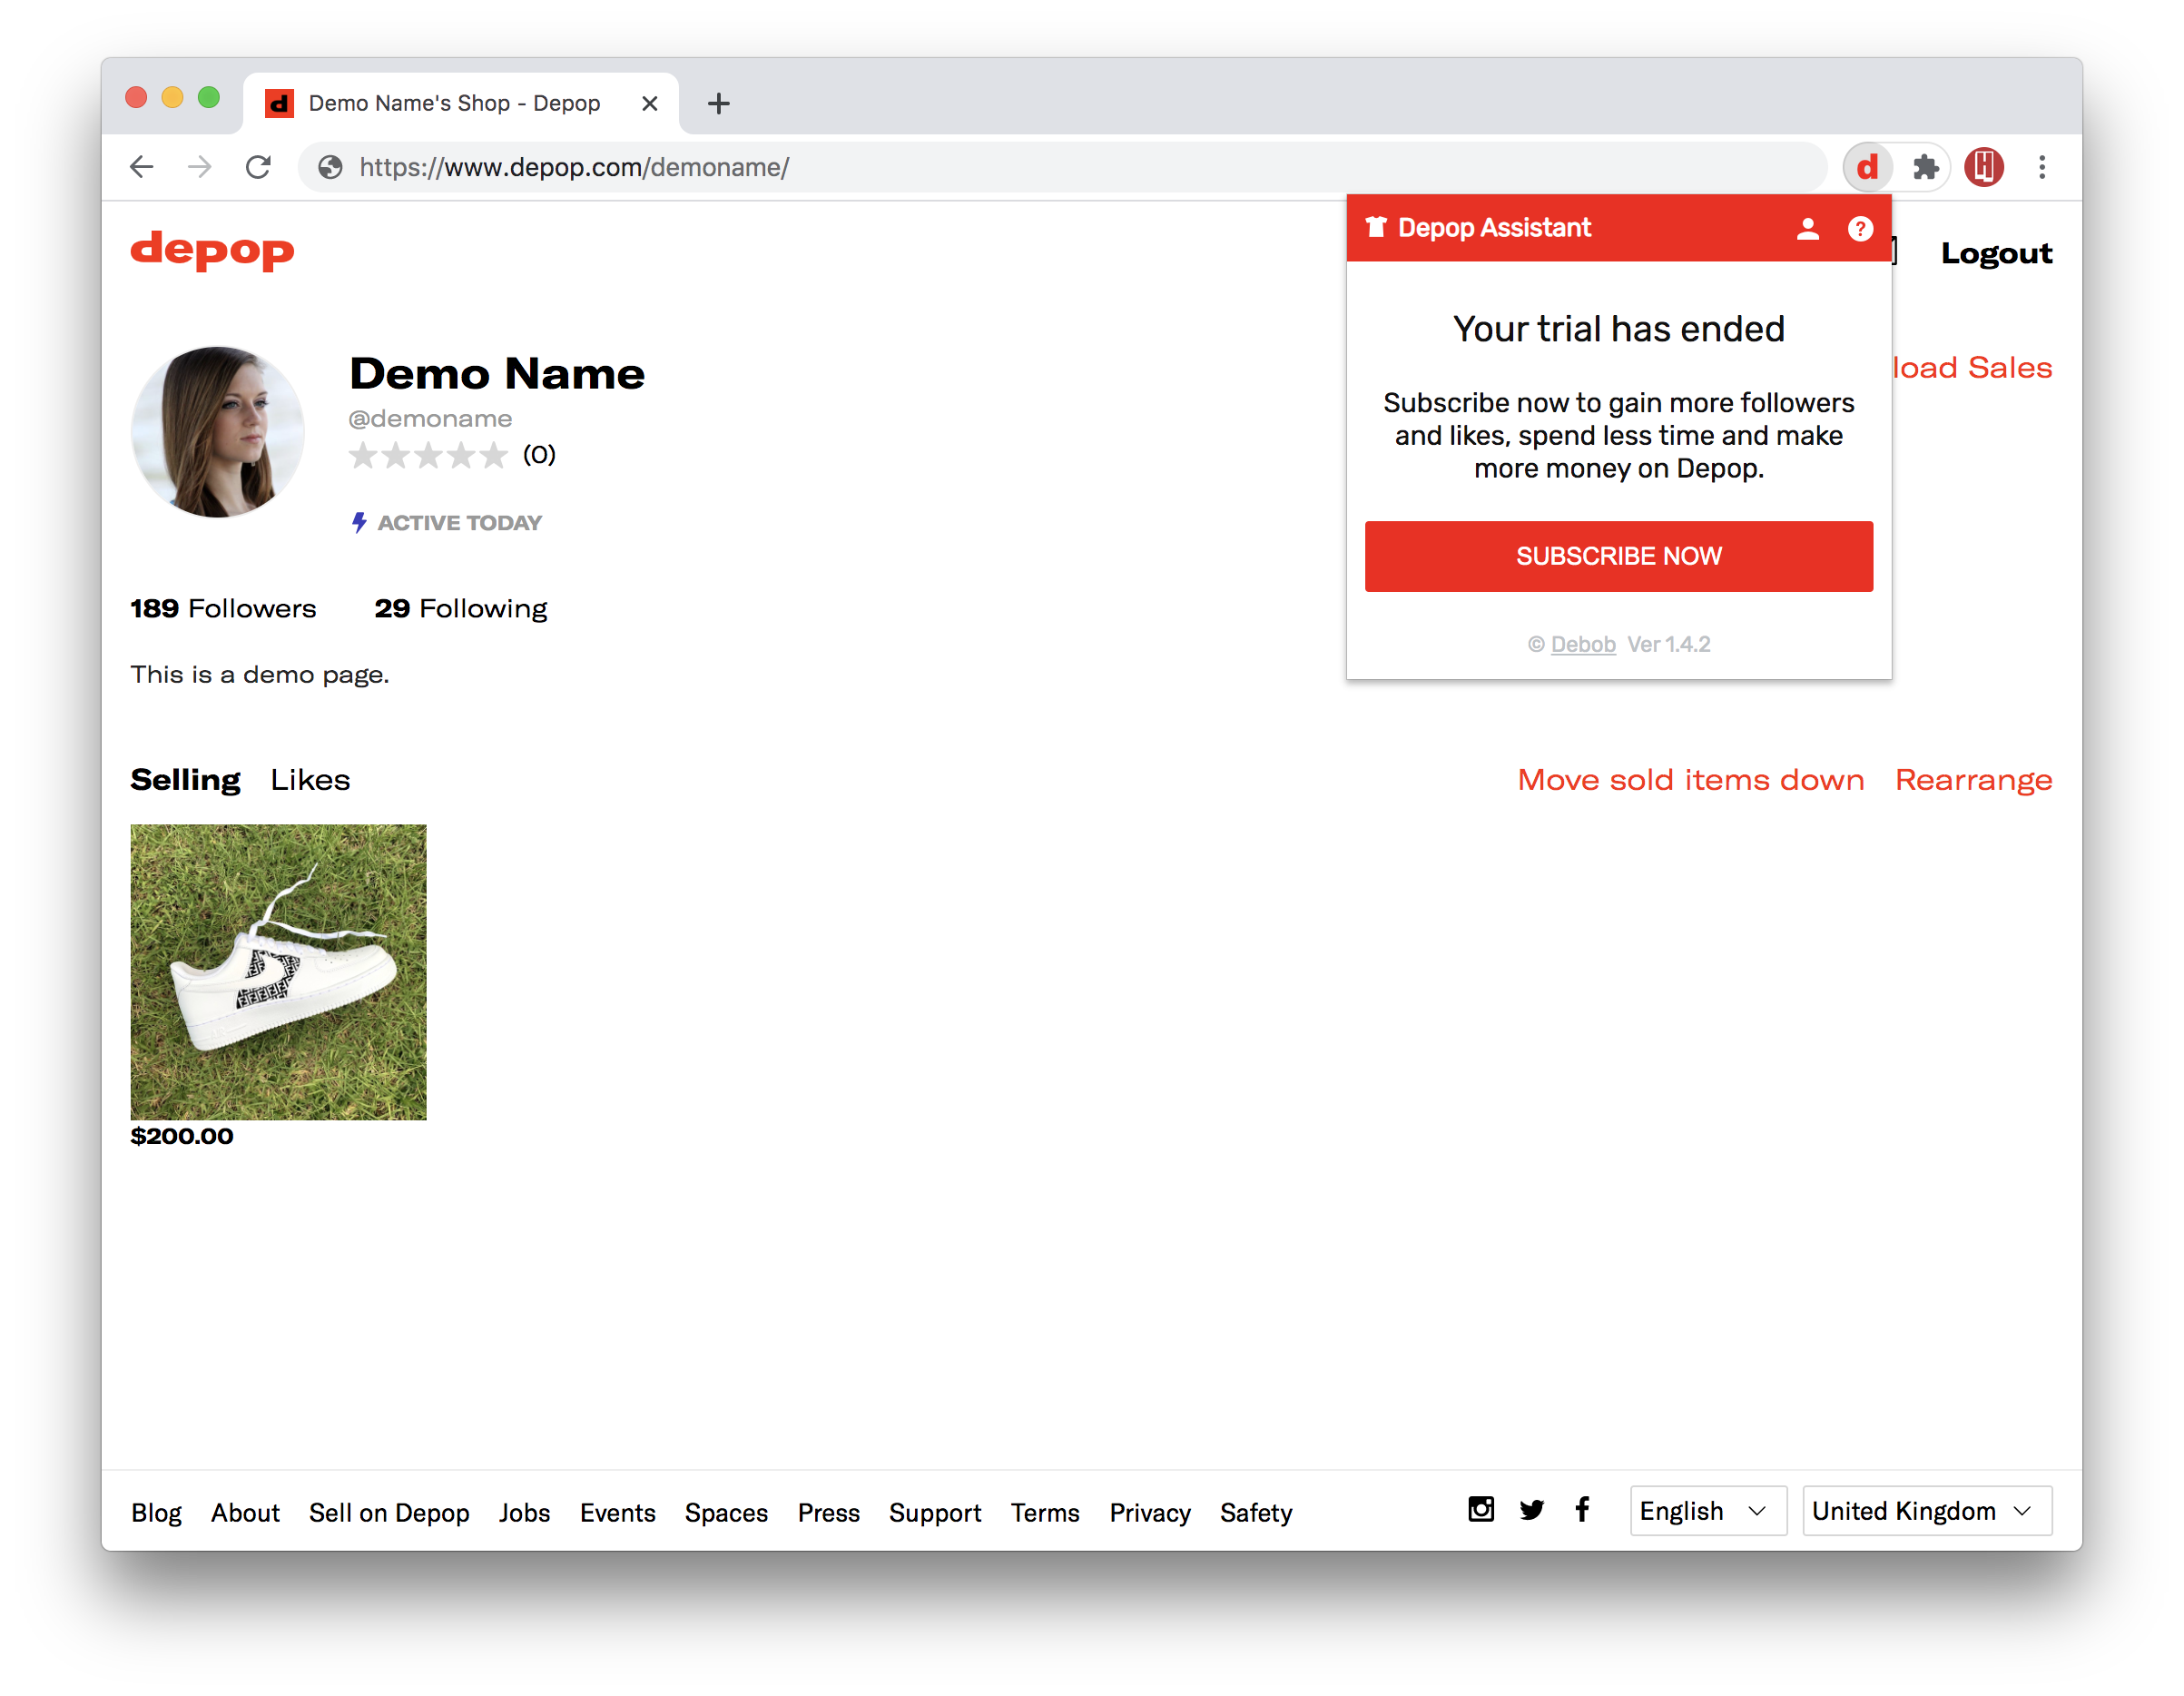 Demo Name's Shop - Depop
https://www.depop.com/demoname/
d
depop
Depop Assistant
Logout
Your trial has ended
Subscribe now to gain more followers
and likes, spend less time and make
more money on Depop.
SUBSCRIBE NOW
© Debob Ver 1.4.2
load Sales
Demo Name
@demoname
(0)
ACTIVE TODAY
189 Followers 29 Following
This is a demo page.
Selling Likes
Move sold items down Rearrange
$200.00
Blog About Sell on Depop Jobs Events Spaces Press Support Terms Privacy Safety
English United Kingdom